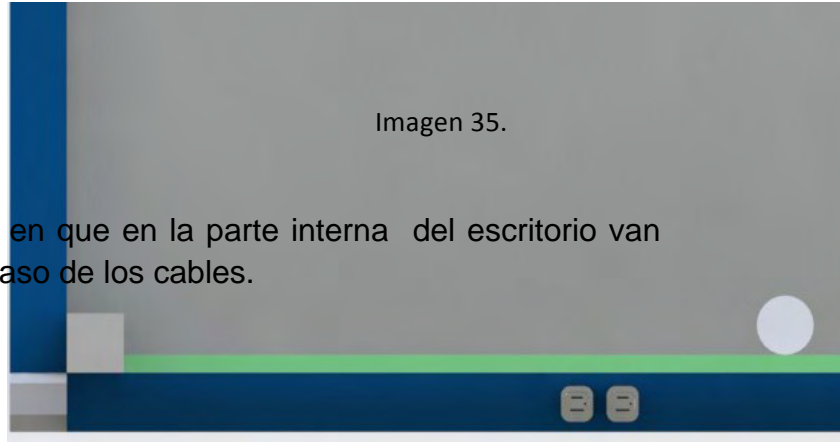 Imagen 35.
en que en la parte interna del escritorio van
aso de los cables.